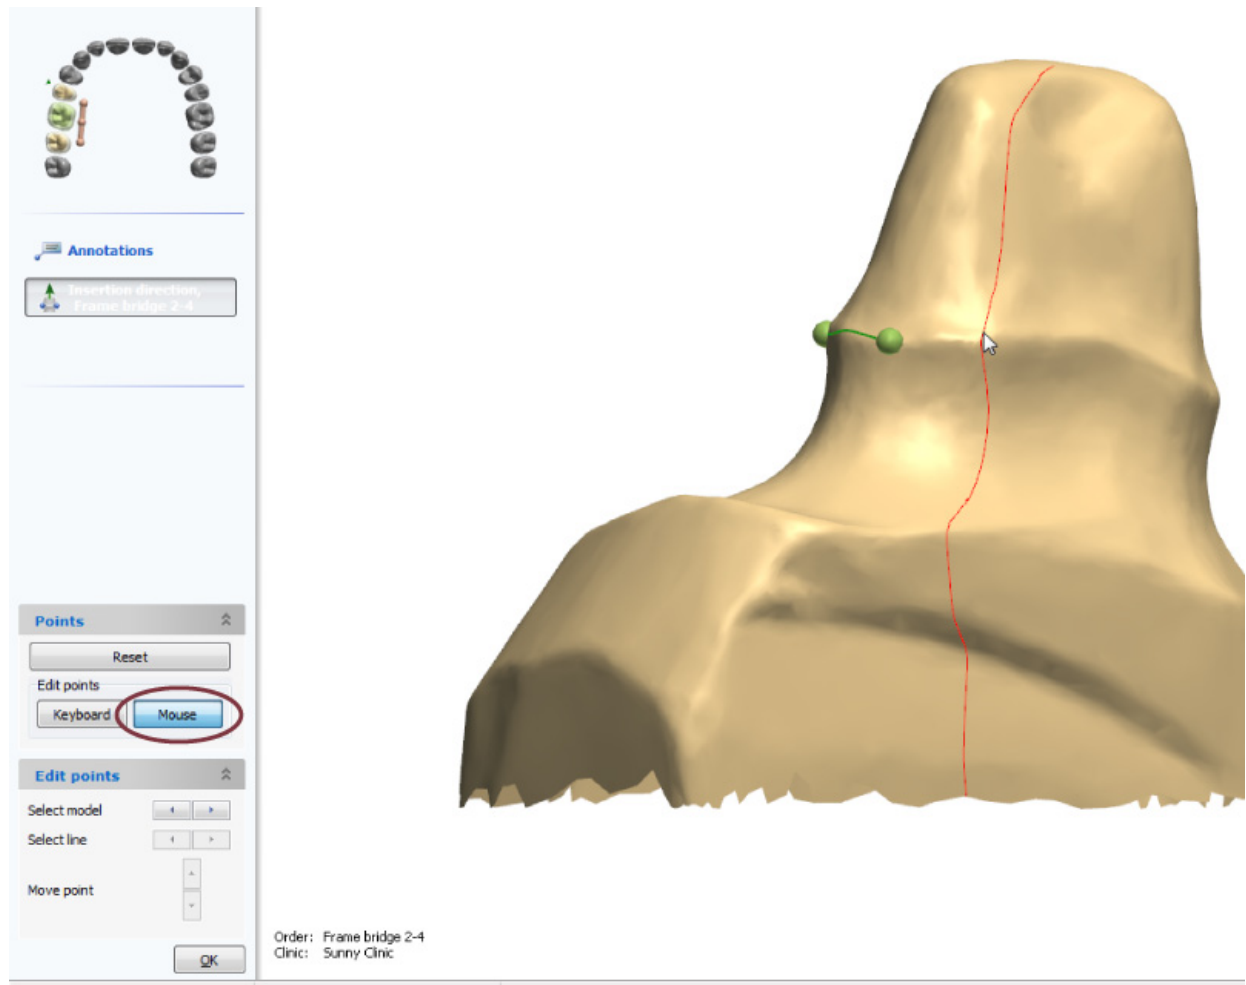 Annotations
Insertion direction,
Frame bridge 2-4
Points
Reset
Edit points
Keyboard
Mouse
Edit points
Select model
Select line
Move point
OK
Order: Frame bridge 2-4
Clinic: Sunny Clinic